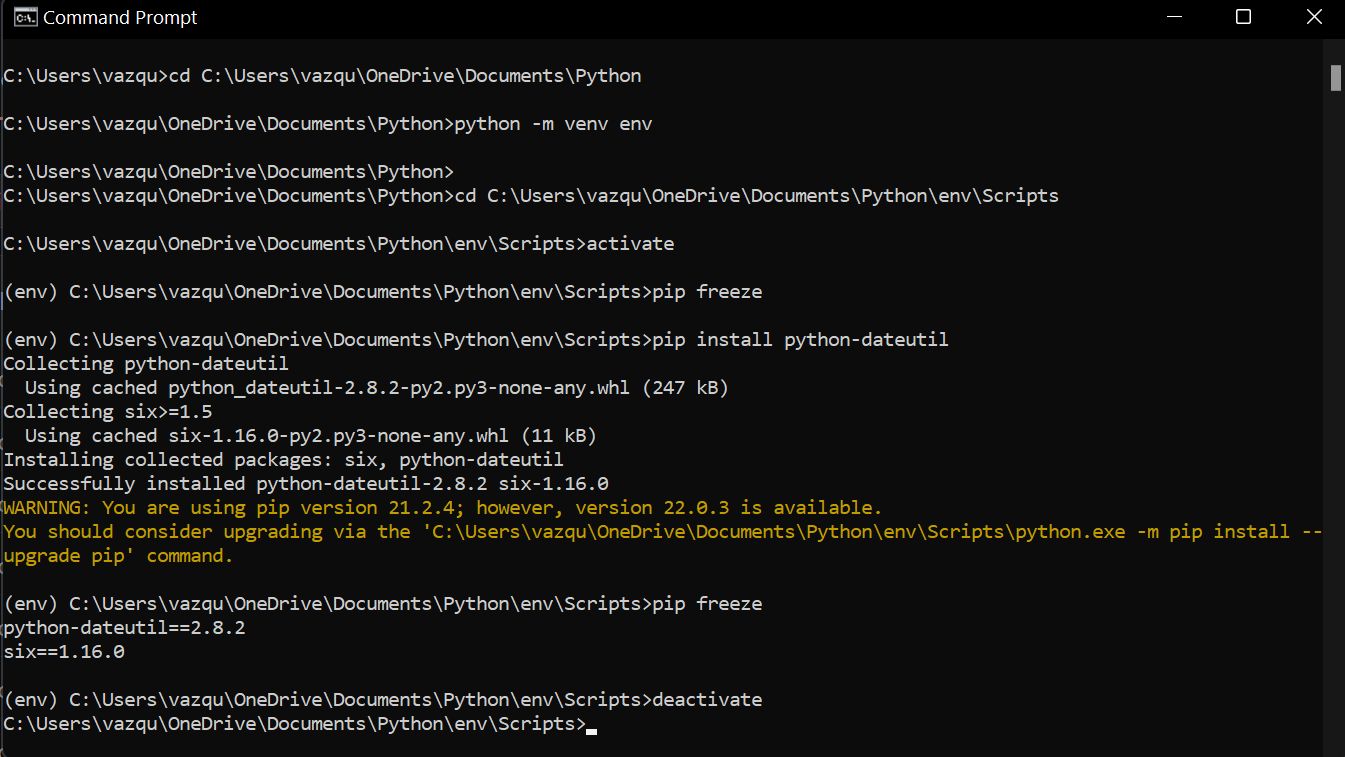 Command Prompt
C:\Users\vazqu>cd C:\Users\vazqu\OneDrive\Documents\Python
C:\Users\vazqu\OneDrive\Documents\Python>python -m venv env
C:\Users\vazqu\OneDrive\Documents\Python>
C:\Users\vazqu\OneDrive\Documents\Python>cd C:\Users\vazqu\OneDrive\Documents\Python\env\Scripts
C:\Users\vazqu\OneDrive\Documents\Python\env\Scripts>activate
(env) C:\Users\vazqu\OneDrive\Documents\Python\env\Scripts>pip freeze
(env) C:\Users\vazqu\OneDrive\Documents\Python\env\Scripts>pip install python-dateutil
Collecting python-dateutil
  Using cached python_dateutil-2.8.2-py2.py3-none-any.whl (247 kB)
Collecting six>=1.5
  Using cached six-1.16.0-py2.py3-none-any.whl (11 kB)
Installing collected packages: six, python-dateutil
Successfully installed python-dateutil-2.8.2 six-1.16.0
WARNING: You are using pip version 21.2.4; however, version 22.0.3 is available.
You should consider upgrading via the 'C:\Users\vazqu\OneDrive\Documents\Python\env\Scripts\python.exe -m pip install --
upgrade pip' command.
(env) C:\Users\vazqu\OneDrive\Documents\Python\env\Scripts>pip freeze
python-dateutil==2.8.2
six==1.16.0
(env) C:\Users\vazqu\OneDrive\Documents\Python\env\Scripts>deactivate
C:\Users\vazqu\OneDrive\Documents\Python\env\Scripts>